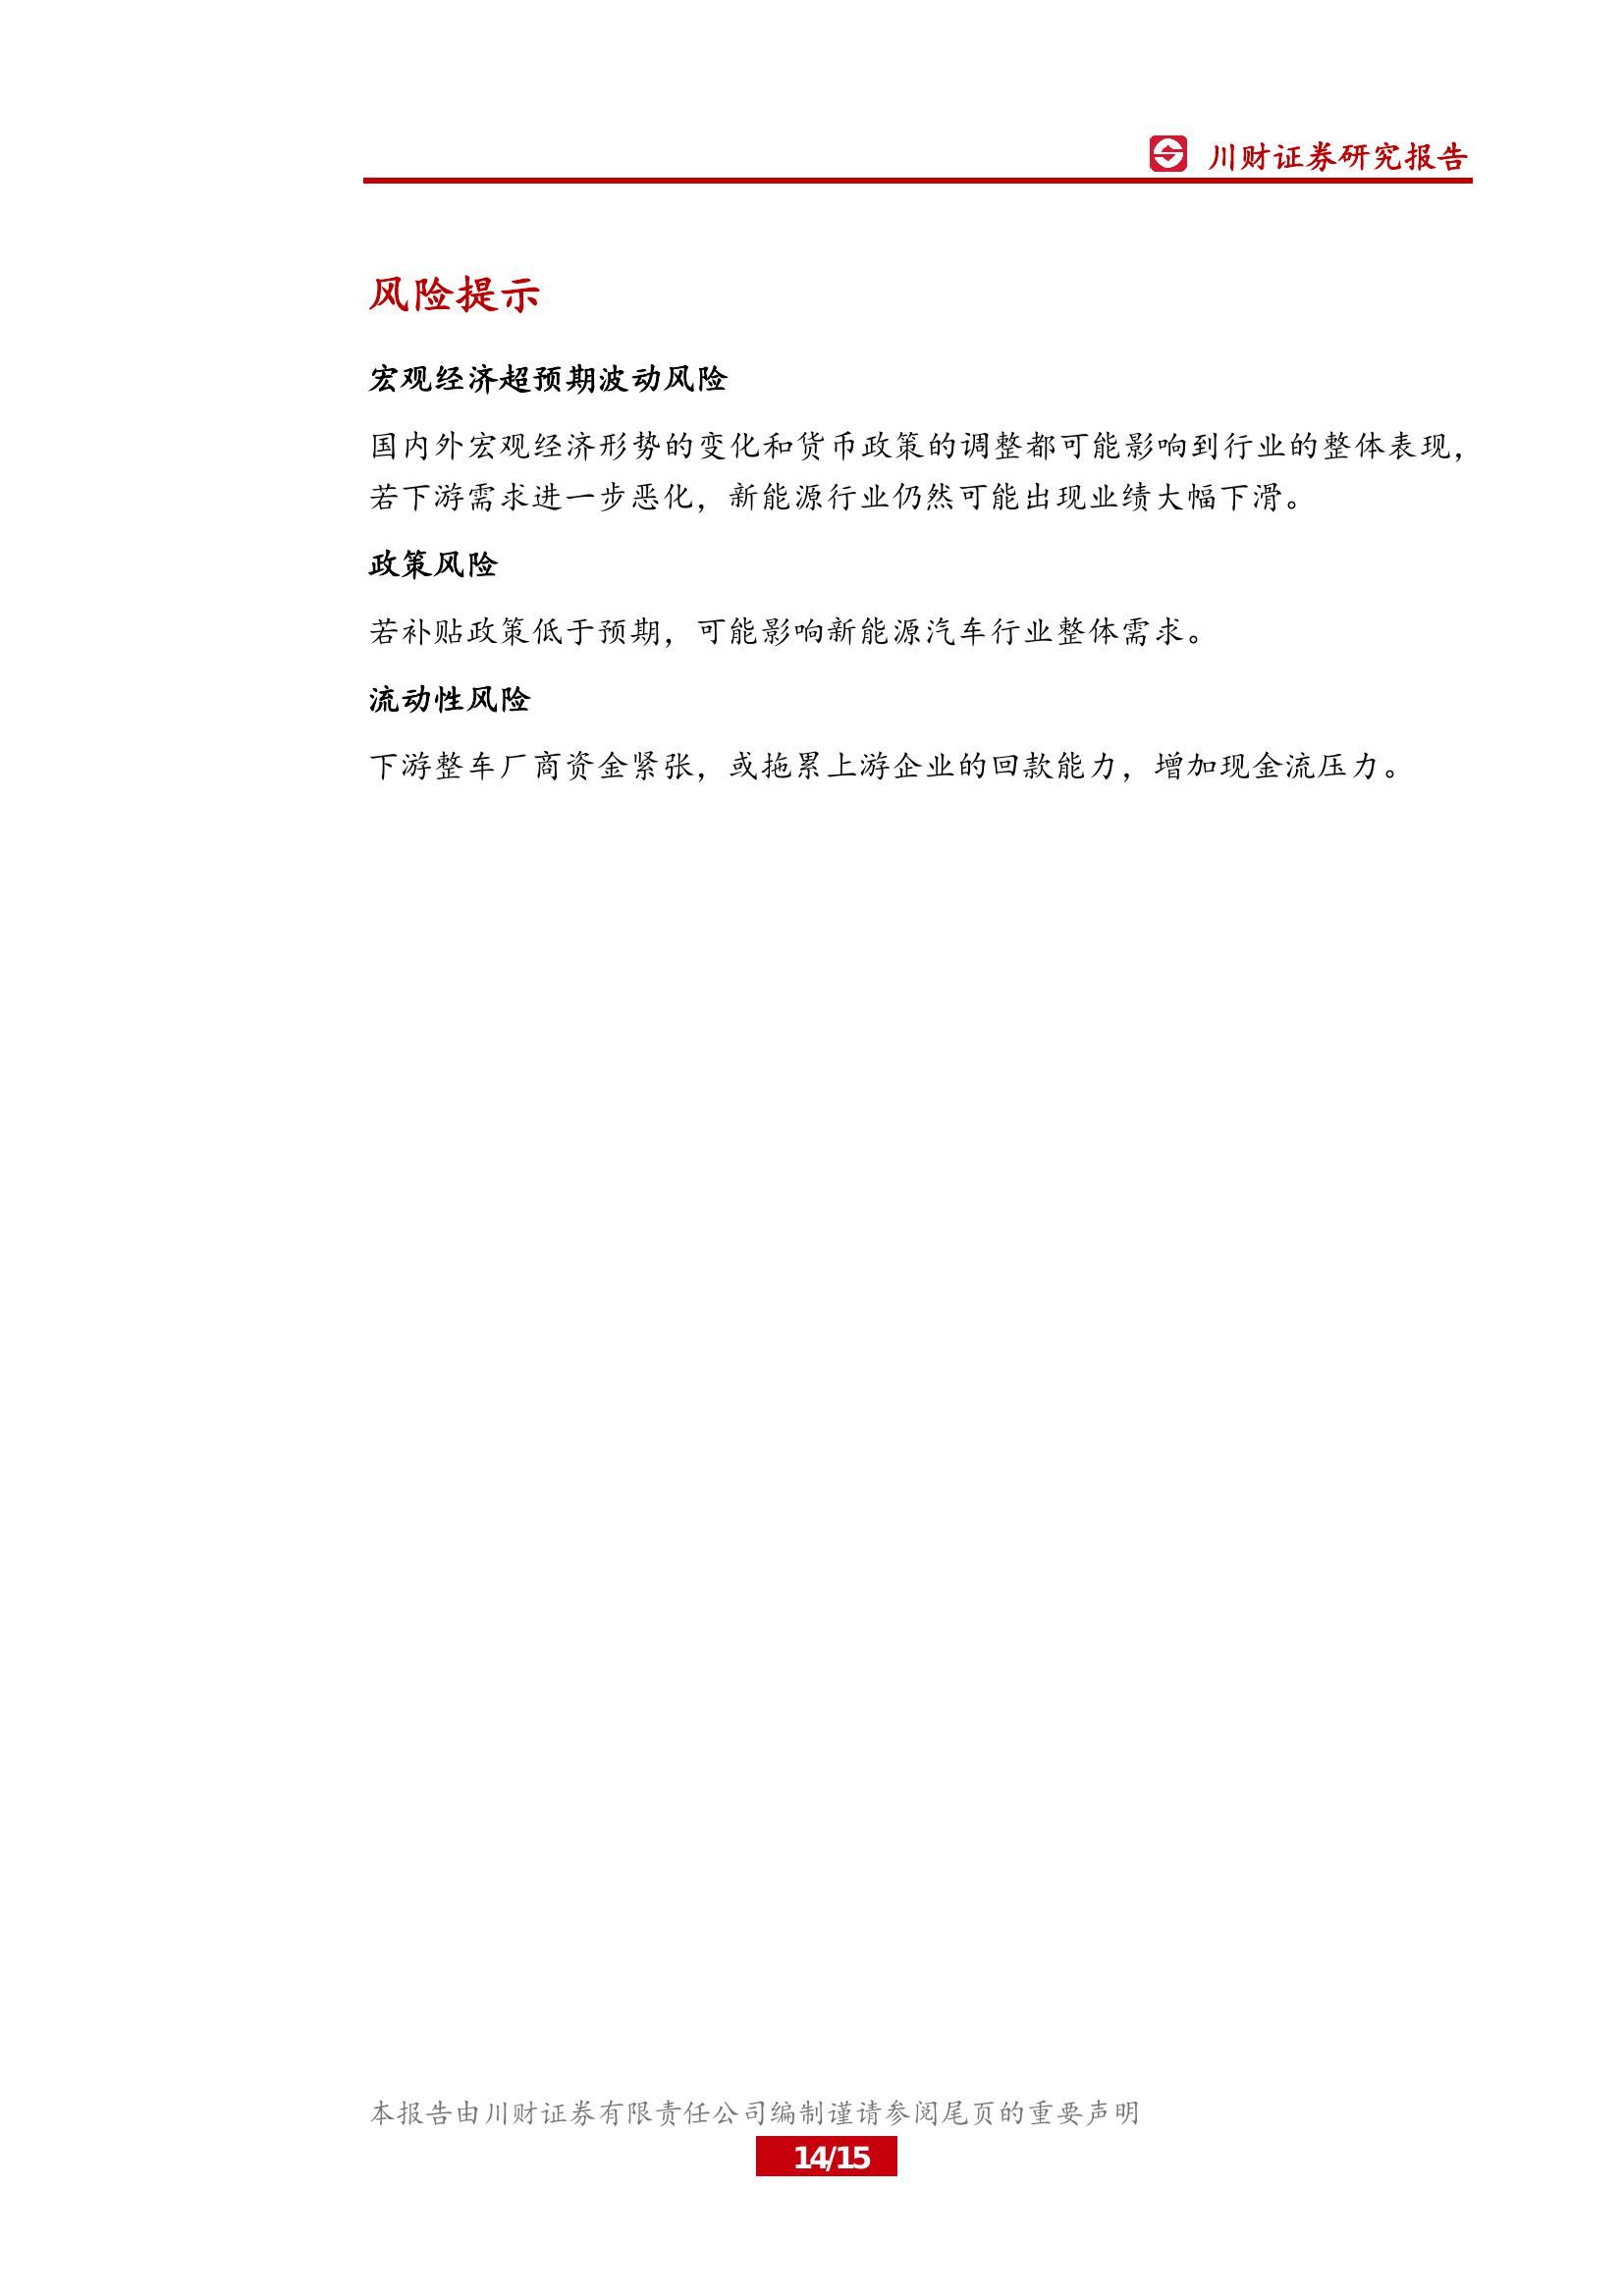 川财证券研究报告
风险提示
宏观经济超预期波动风险
国内外宏观经济形势的变化和货币政策的调整都可能影响到行业的整体表现，
若下游需求进一步恶化，新能源行业仍然可能出现业绩大幅下滑。
政策风险
若补贴政策低于预期，可能影响新能源汽车行业整体需求。
流动性风险
下游整车厂商资金紧张，或拖累上游企业的回款能力，增加现金流压力。
本报告由川财证券有限责任公司编制谨请参阅尾页的重要声明
14/15